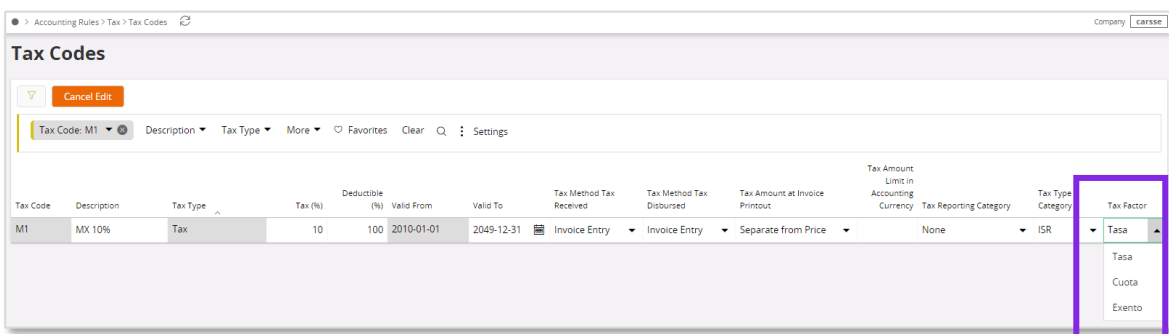 > Accounting Rules > Tax > Tax Codes
Company carsse
Tax Codes
Cancel Edit
Tax Code: M1 Description Tax Type More Favorites Clear Settings
Tax Code Description Tax Type Tax (%) Deductible (%) Valid From Valid To Tax Method Tax Received Tax Method Tax Disbursed Tax Amount at Invoice Printout Tax Amount Limit in Accounting Currency Tax Reporting Category Tax Type Category Tax Factor
M1 MX 10% Tax 10 100 2010-01-01 2049-12-31 Invoice Entry Invoice Entry Separate from Price None ISR Tasa
Tasa
Cuota
Exento